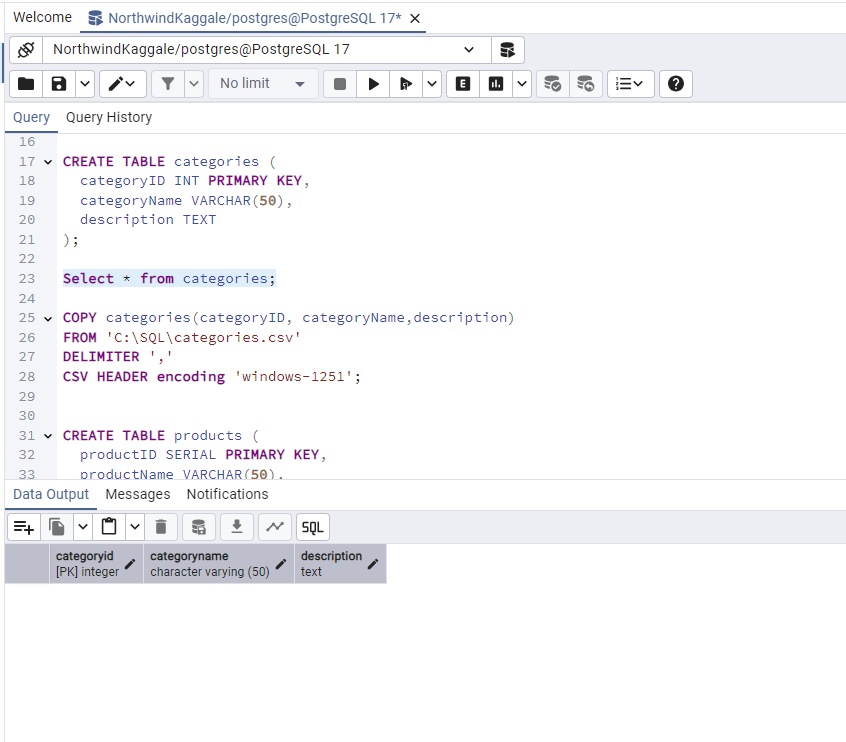 Welcome
NorthwindKaggale/postgres@PostgreSQL 17*
NorthwindKaggale/postgres@PostgreSQL 17
No limit
E
Query
Query History
16
17 CREATE TABLE categories (
18 categoryID INT PRIMARY KEY,
19 categoryName VARCHAR(50),
20 description TEXT
21 );
22
23 Select * from categories;
24
25 COPY categories(categoryID, categoryName,description)
26 FROM 'C:\SQL\categories.csv'
27 DELIMITER ','
28 CSV HEADER encoding 'windows-1251';
29
30
31 CREATE TABLE products (
32 productID SERIAL PRIMARY KEY,
33 productName VARCHAR(50),
Data Output Messages Notifications
SQL
categoryid categoryname description
[PK] integer character varying (50) text